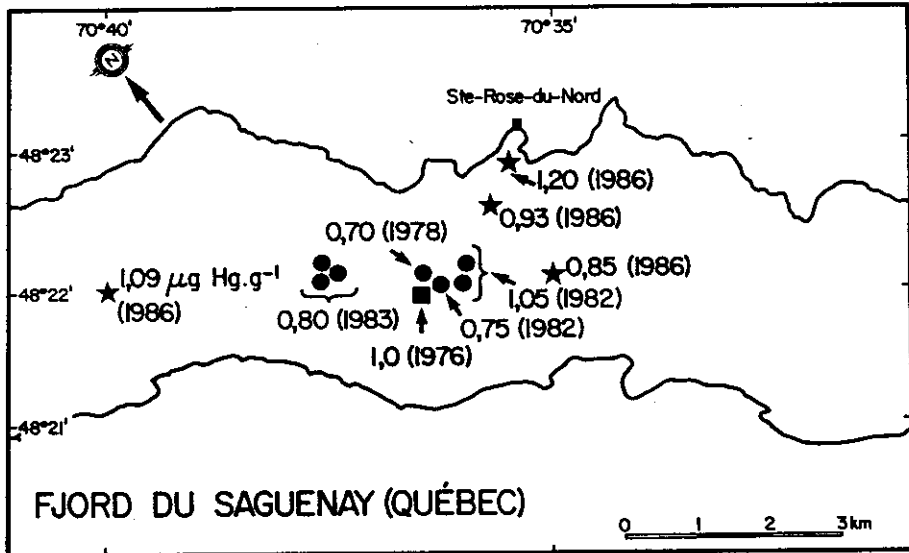 70°40'
70°35'
N
Ste-Rose-du-Nord
48°23'
1,20 (1986)
0,93 (1986)
0,70 (1978)
0,85 (1986)
1,09 µg Hg.g⁻¹
(1986)
48°22'
1,05 (1982)
0,80 (1983)
0,75 (1982)
1,0 (1976)
48°21'
FJORD DU SAGUENAY (QUÉBEC)
0 1 2 3 km